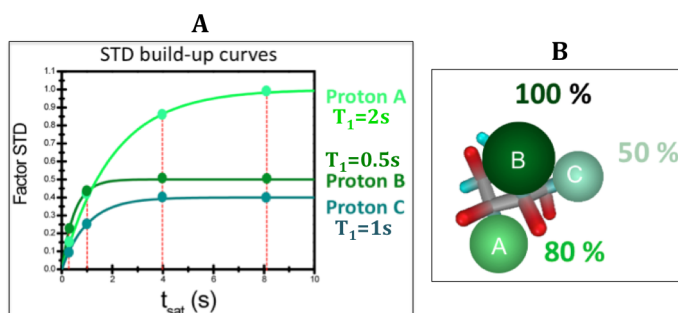 A
STD build-up curves
Factor STD
1.1
1.0
0.9
0.8
0.7
0.6
0.5
0.4
0.3
0.2
0.1
0.0
0 2 4 6 8 10
t_sat (s)
Proton A
T₁=2s
T₁=0.5s
Proton B
Proton C
T₁=1s
B
100 %
50 %
80 %
B
C
A